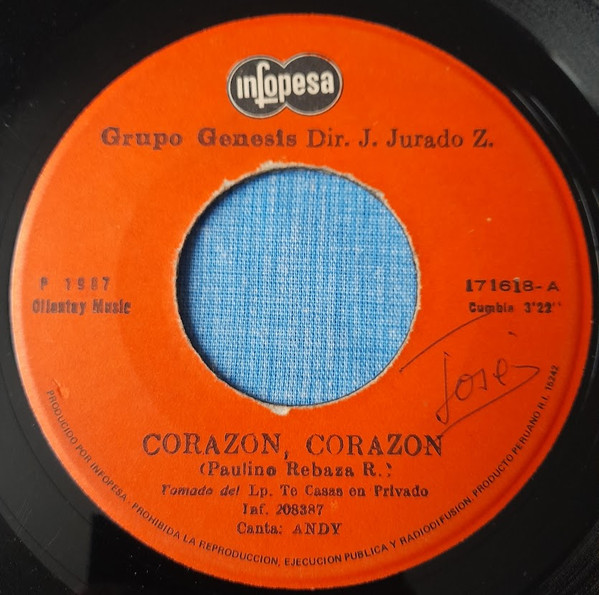 infopesa
Grupo Genesis Dir. J. Jurado Z.
P 1987
Ollantay Music
171618-A
Cumbia 3'22"
José
CORAZON, CORAZON
(Paulino Rebaza R.)
Tomado del Lp. Te Casas en Privado
Inf. 208387
Canta: ANDY
PRODUCIDO POR INFOPESA - PROHIBIDA LA REPRODUCCION, EJECUCION PUBLICA Y RADIODIFUSION. PRODUCTO PERUANO R.I. 16242